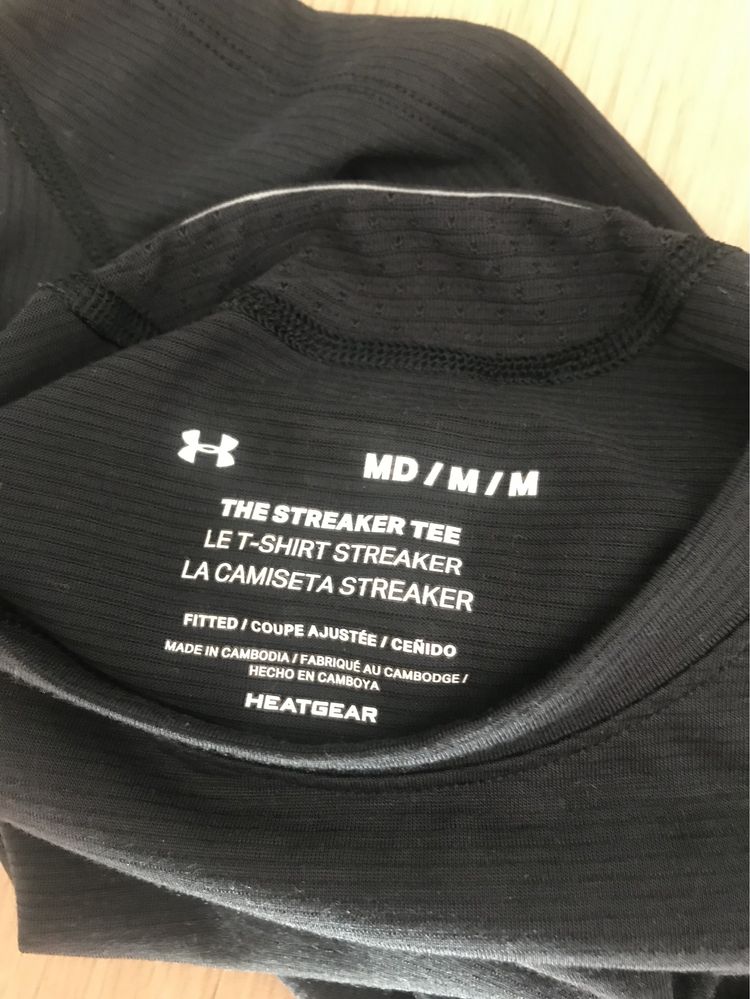 MD / M / M
THE STREAKER TEE
LE T-SHIRT STREAKER
LA CAMISETA STREAKER
FITTED / COUPE AJUSTÉE / CEÑIDO
MADE IN CAMBODIA / FABRIQUÉ AU CAMBODGE /
HECHO EN CAMBOYA
HEATGEAR